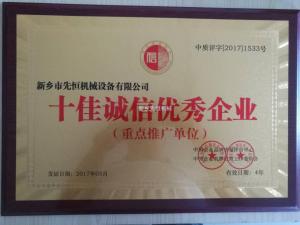 中质评字[2017]1533号
信
新乡市先恒机械设备有限公司
十佳诚信优秀企业
(重点推广单位)
发证日期:2017年05月
有效日期:4年